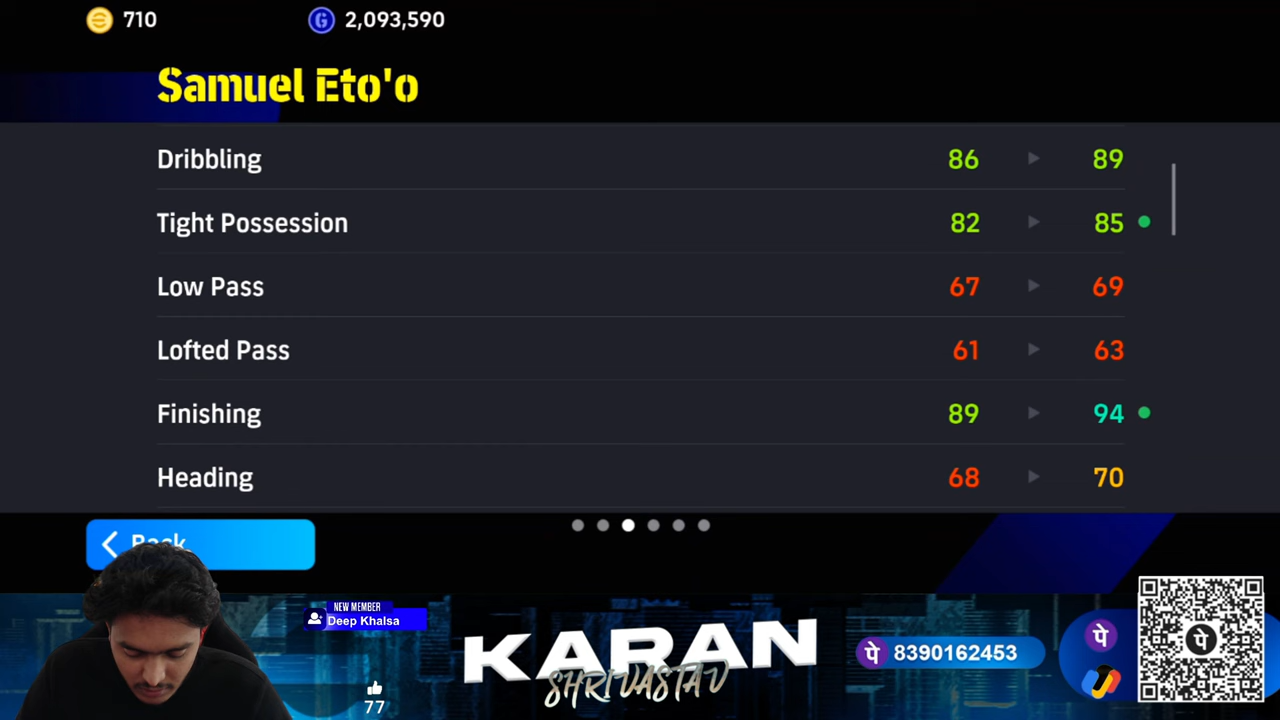 710 2,093,590
Samuel Eto'o
Dribbling 86 89
Tight Possession 82 85
Low Pass 67 69
Lofted Pass 61 63
Finishing 89 94
Heading 68 70
Back
NEW MEMBER
Deep Khalsa
KARAN
SHRIVASTAV
पे 8390162453
पे
पे
77